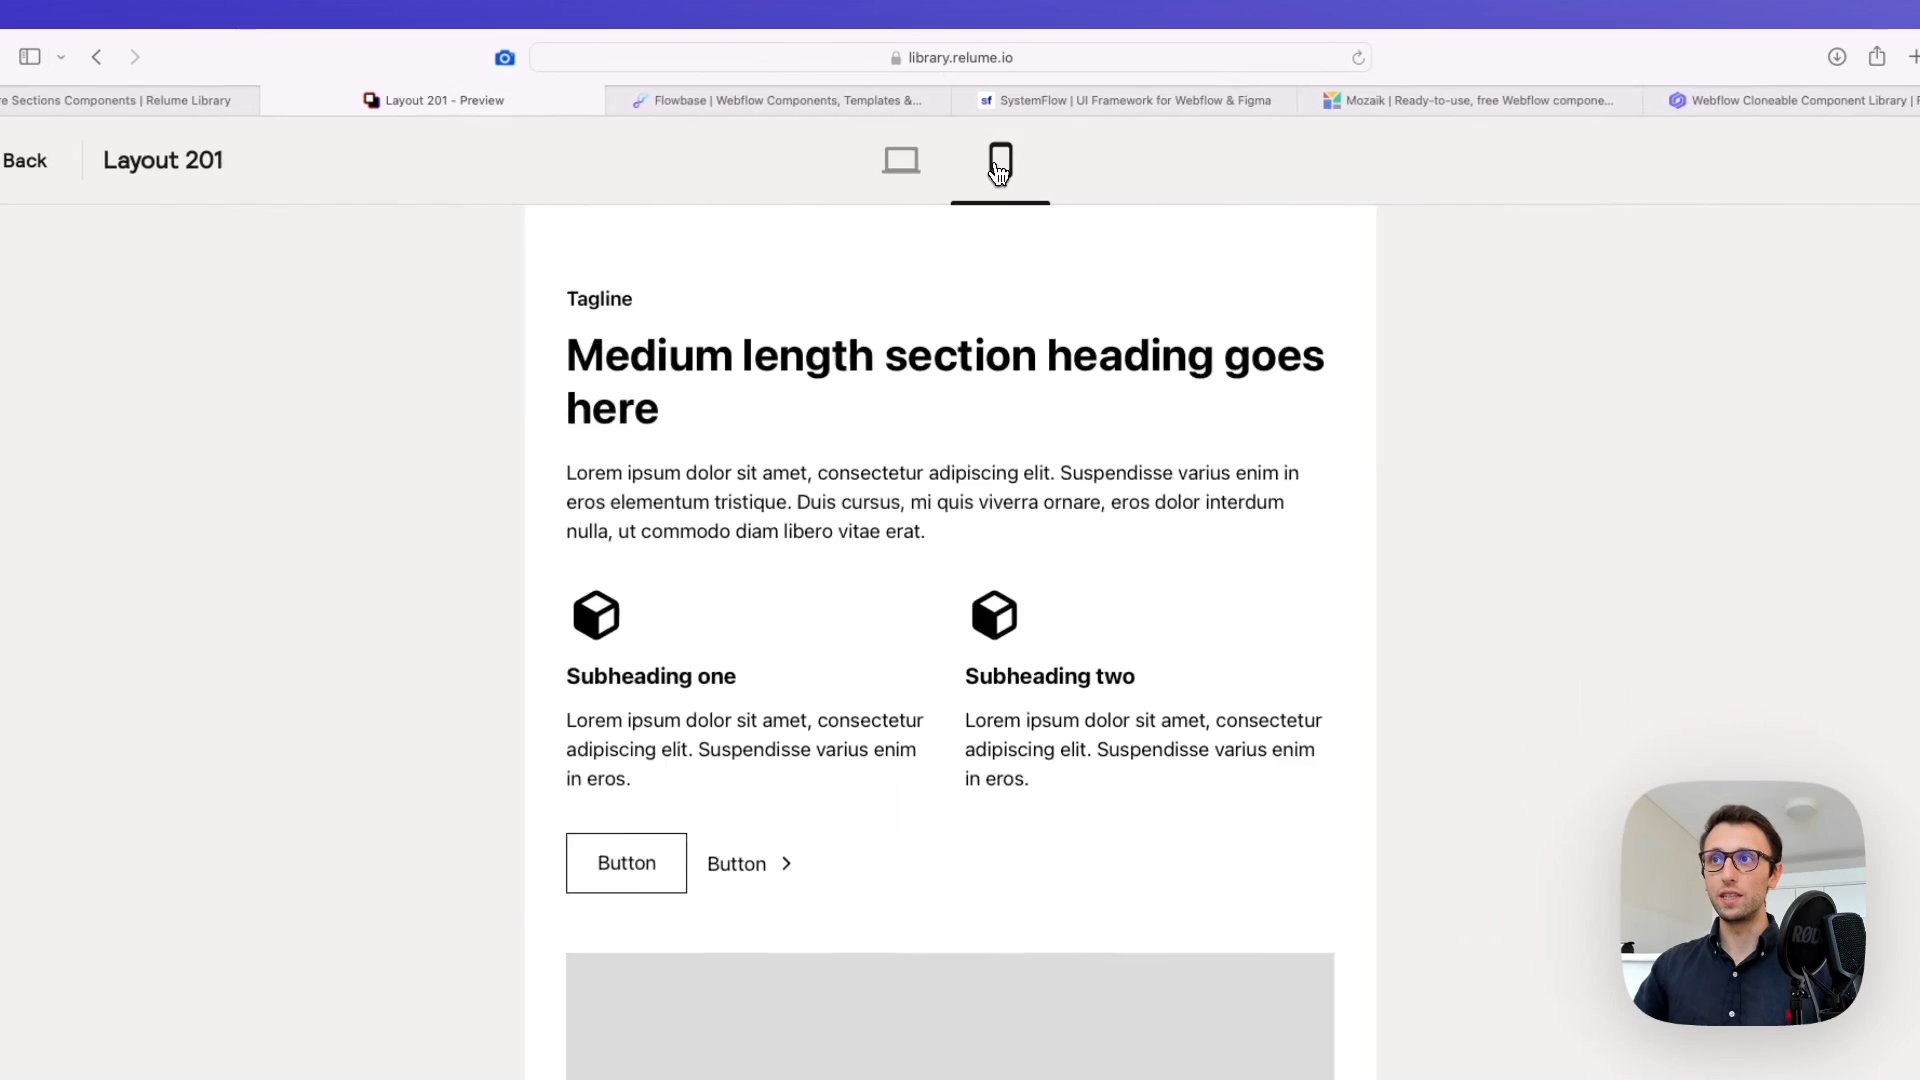 library.relume.io
e Sections Components | Relume Library
Layout 201 - Preview
Flowbase | Webflow Components, Templates &...
sf SystemFlow | UI Framework for Webflow & Figma
Mozaik | Ready-to-use, free Webflow compone...
Webflow Cloneable Component Library |
Back
Layout 201
Tagline
Medium length section heading goes
here
Lorem ipsum dolor sit amet, consectetur adipiscing elit. Suspendisse varius enim in
eros elementum tristique. Duis cursus, mi quis viverra ornare, eros dolor interdum
nulla, ut commodo diam libero vitae erat.
Subheading one
Lorem ipsum dolor sit amet, consectetur
adipiscing elit. Suspendisse varius enim
in eros.
Subheading two
Lorem ipsum dolor sit amet, consectetur
adipiscing elit. Suspendisse varius enim
in eros.
Button
Button
RØD